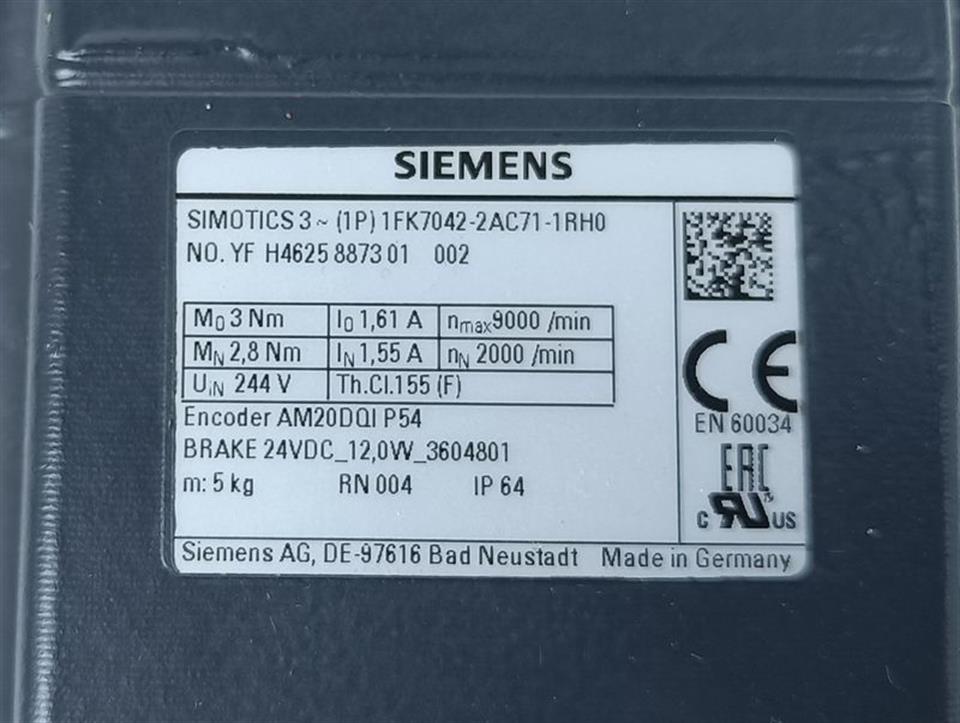 SIEMENS
SIMOTICS 3~ (1P) 1FK7042-2AC71-1RH0
NO. YF H4625 8873 01 002
M0 3 Nm I0 1,61 A nmax9000 /min
MN 2,8 Nm IN 1,55 A nN 2000 /min
UiN 244 V Th.Cl.155 (F)
Encoder AM20DQI P54
BRAKE 24VDC_12,0W_3604801
m: 5 kg RN 004 IP 64
CE
EN 60034
EAC
c RU ® US
Siemens AG, DE-97616 Bad Neustadt Made in Germany